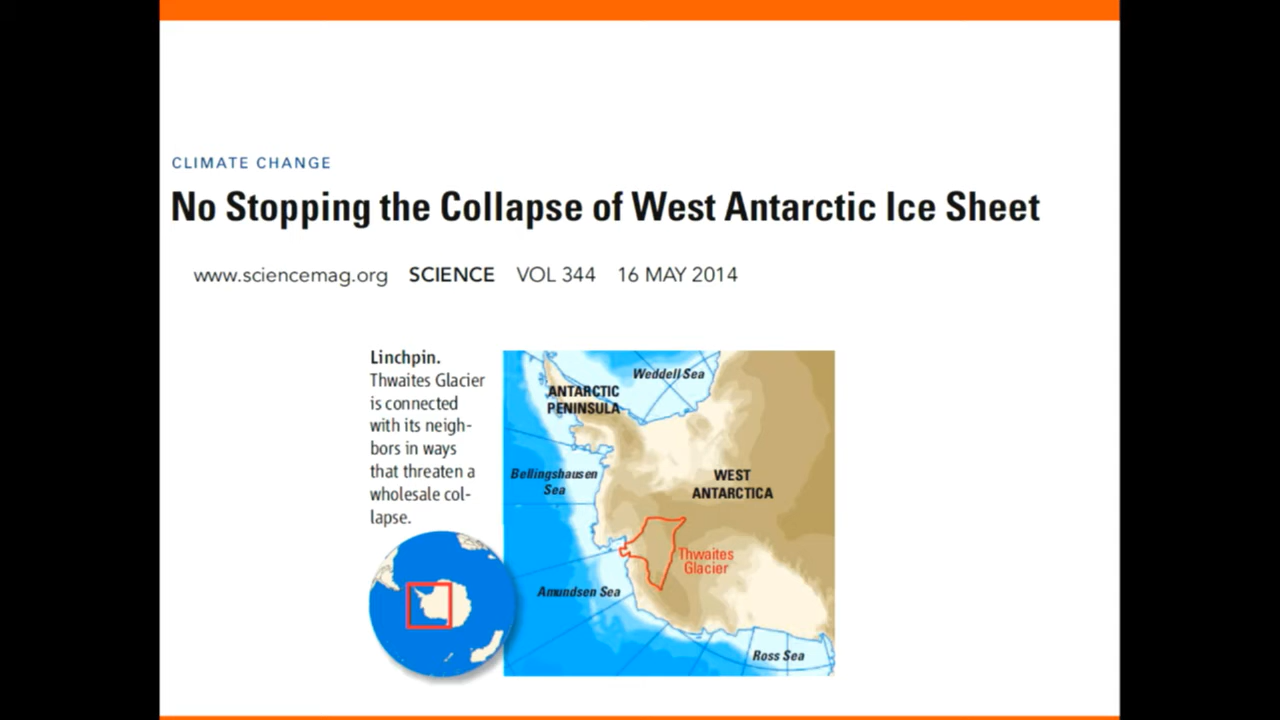 CLIMATE CHANGE
No Stopping the Collapse of West Antarctic Ice Sheet
www.sciencemag.org SCIENCE VOL 344 16 MAY 2014
Linchpin.
Thwaites Glacier
is connected
with its neigh-
bors in ways
that threaten a
wholesale col-
lapse.
Weddell Sea
ANTARCTIC
PENINSULA
Bellingshausen
Sea
WEST
ANTARCTICA
Thwaites
Glacier
Amundsen Sea
Ross Sea